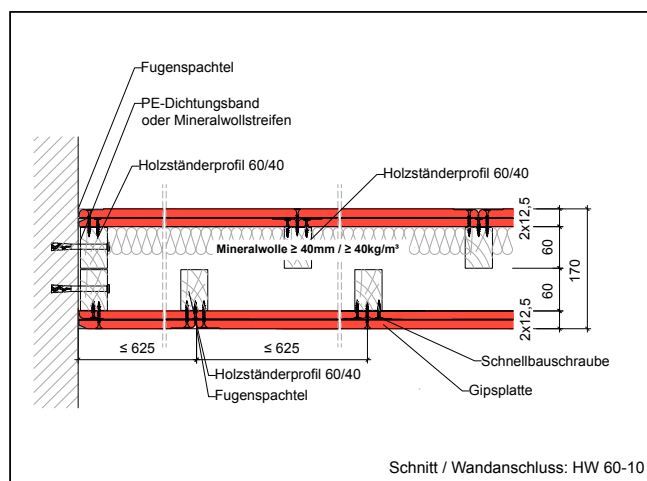 Fugenspachtel
PE-Dichtungsband
oder Mineralwollstreifen
Holzständerprofil 60/40
Holzständerprofil 60/40
Mineralwolle ≥ 40mm / ≥ 40kg/m³
2x12,5
60
170
60
2x12,5
≤ 625
≤ 625
Schnellbauschraube
Holzständerprofil 60/40
Gipsplatte
Fugenspachtel
Schnitt / Wandanschluss: HW 60-10